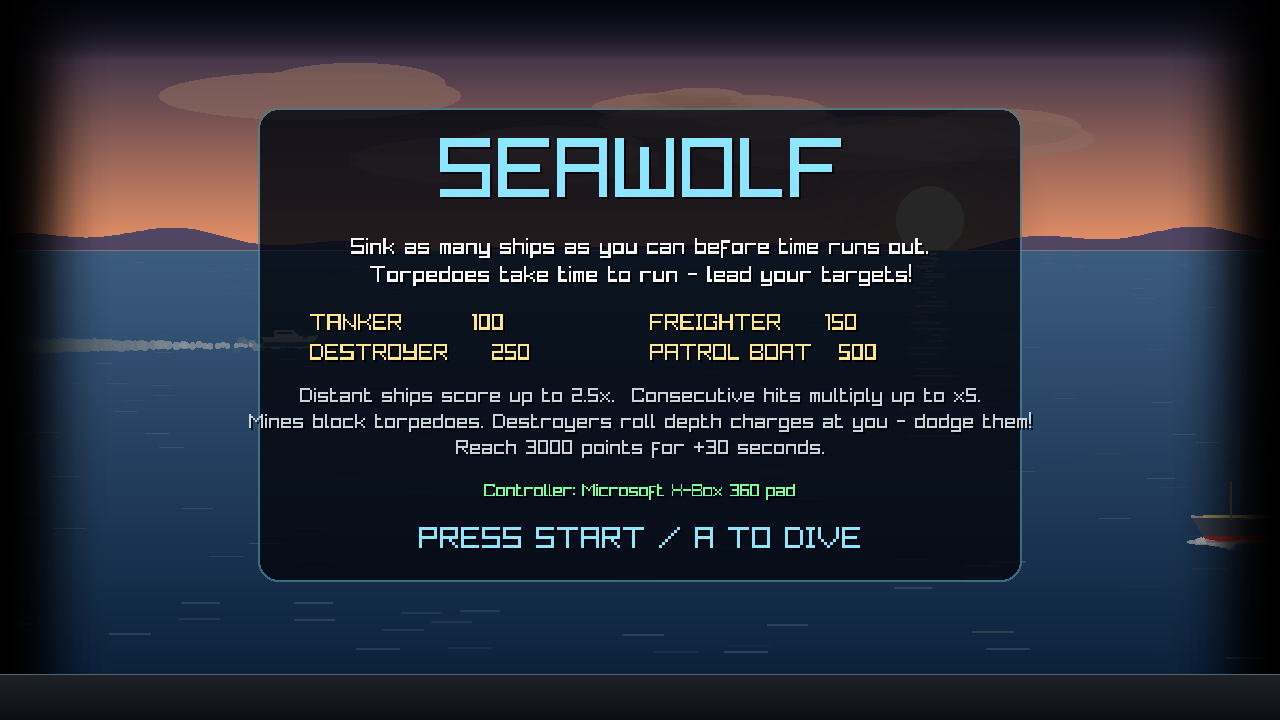 SEAWOLF
Sink as many ships as you can before time runs out.
Torpedoes take time to run - lead your targets!
TANKER 100 FREIGHTER 150
DESTROYER 250 PATROL BOAT 500
Distant ships score up to 2.5x. Consecutive hits multiply up to x5.
Mines block torpedoes. Destroyers roll depth charges at you - dodge them!
Reach 3000 points for +30 seconds.
Controller: Microsoft X-Box 360 pad
PRESS START / A TO DIVE